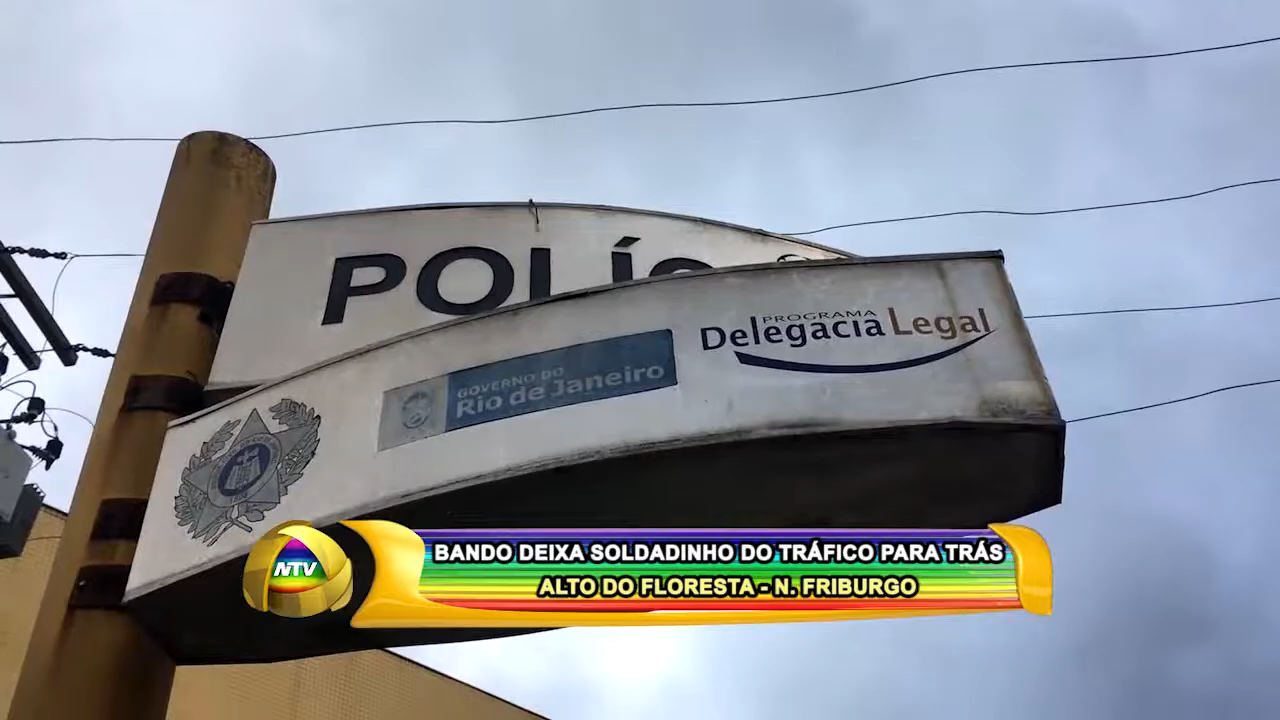 POLÍ
PROGRAMA
Delegacia Legal
GOVERNO DO
Rio de Janeiro
NTV
BANDO DEIXA SOLDADINHO DO TRÁFICO PARA TRÁS
ALTO DO FLORESTA - N. FRIBURGO